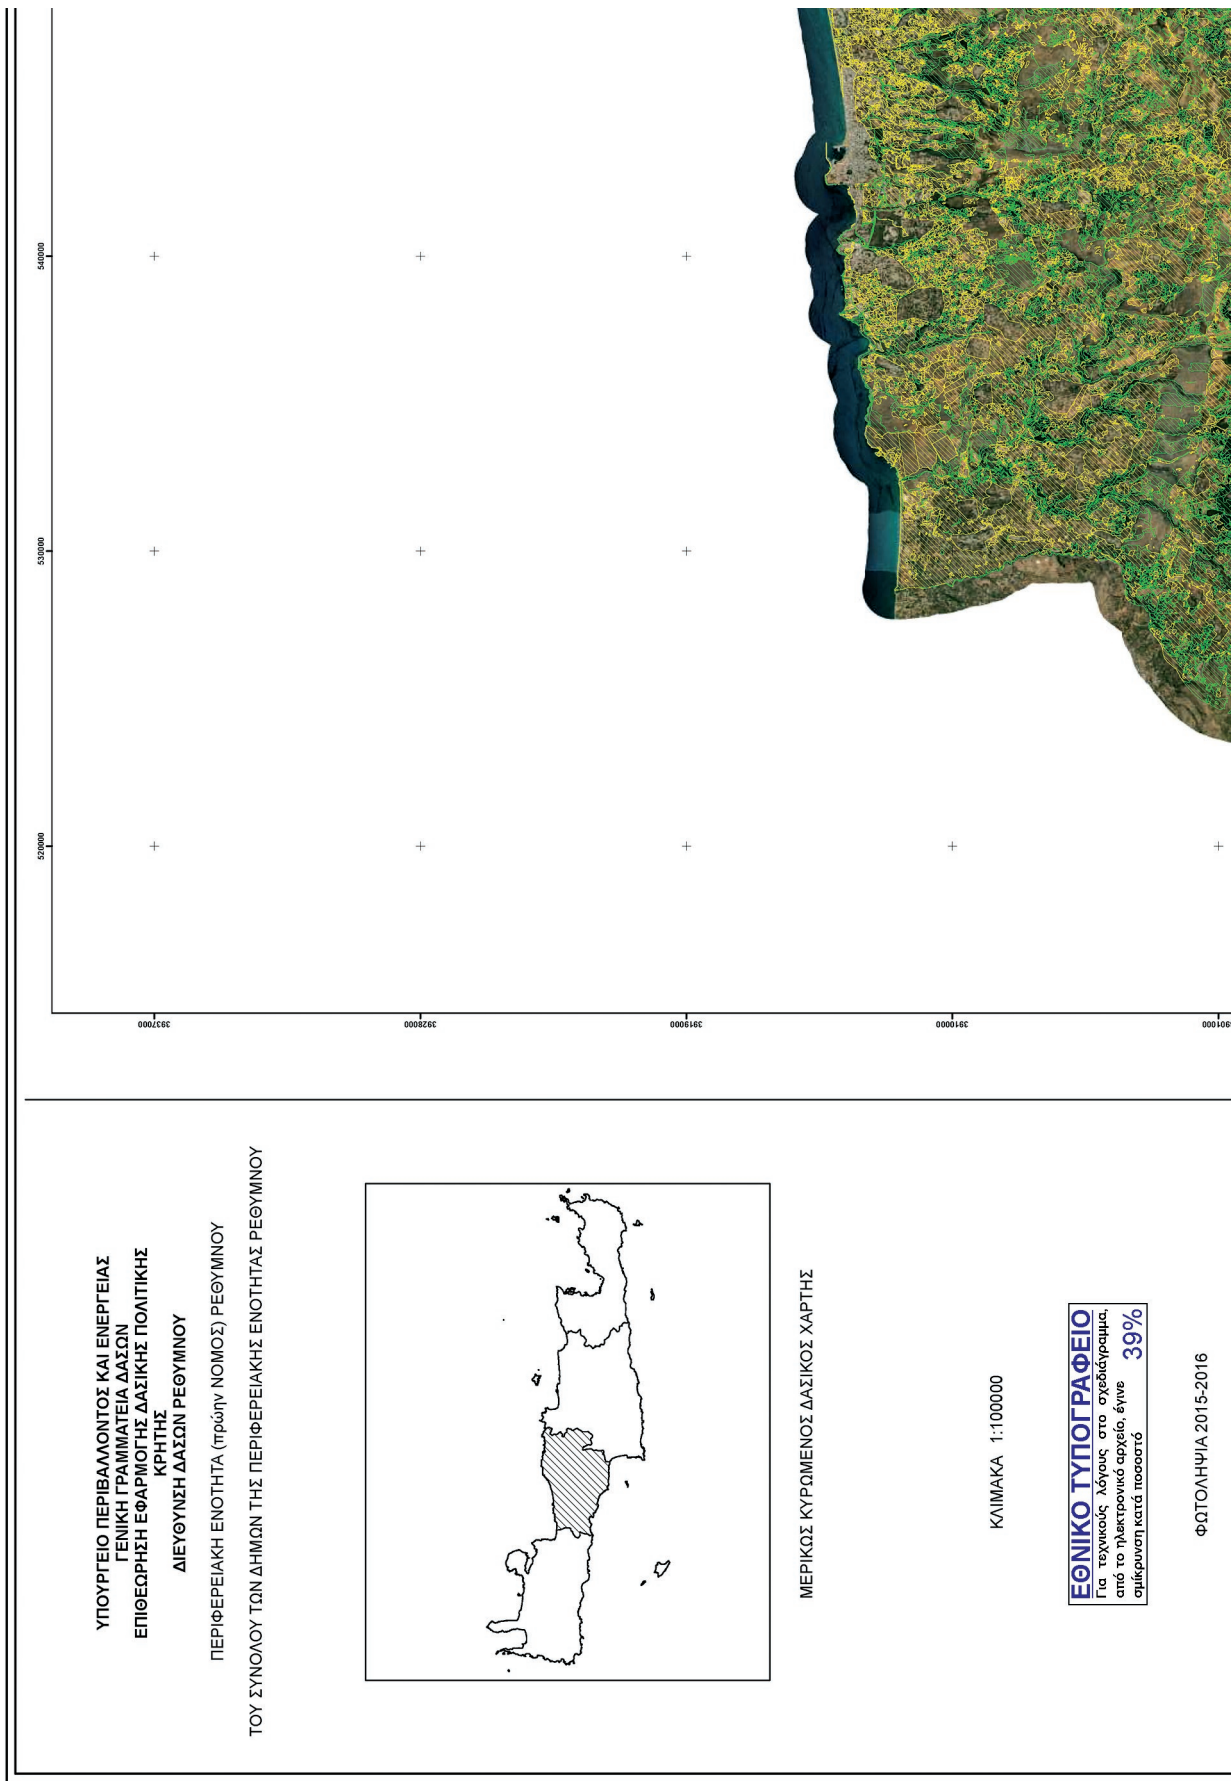 ΥΠΟΥΡΓΕΙΟ ΠΕΡΙΒΑΛΛΟΝΤΟΣ ΚΑΙ ΕΝΕΡΓΕΙΑΣ
ΓΕΝΙΚΗ ΓΡΑΜΜΑΤΕΙΑ ΔΑΣΩΝ
ΕΠΙΘΕΩΡΗΣΗ ΕΦΑΡΜΟΓΗΣ ΔΑΣΙΚΗΣ ΠΟΛΙΤΙΚΗΣ
ΚΡΗΤΗΣ
ΔΙΕΥΘΥΝΣΗ ΔΑΣΩΝ ΡΕΘΥΜΝΟΥ
ΠΕΡΙΦΕΡΕΙΑΚΗ ΕΝΟΤΗΤΑ (πρώην ΝΟΜΟΣ) ΡΕΘΥΜΝΟΥ
ΤΟΥ ΣΥΝΟΛΟΥ ΤΩΝ ΔΗΜΩΝ ΤΗΣ ΠΕΡΙΦΕΡΕΙΑΚΗΣ ΕΝΟΤΗΤΑΣ ΡΕΘΥΜΝΟΥ
ΜΕΡΙΚΩΣ ΚΥΡΩΜΕΝΟΣ ΔΑΣΙΚΟΣ ΧΑΡΤΗΣ
ΚΛΙΜΑΚΑ 1:100000
ΕΘΝΙΚΟ ΤΥΠΟΓΡΑΦΕΙΟ
Για τεχνικούς λόγους στο σχεδιάγραμμα,
από το ηλεκτρονικό αρχείο, έγινε
σμίκρυνση κατά ποσοστό 39%
ΦΩΤΟΛΗΨΙΑ 2015-2016
520000
530000
540000
3937000
3928000
3919000
3910000